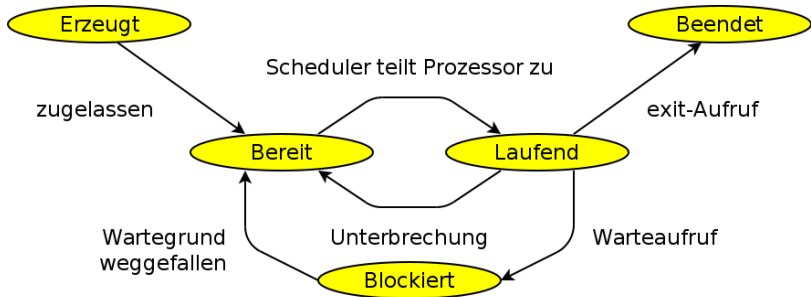 Erzeugt
Beendet
Scheduler teilt Prozessor zu
zugelassen
exit-Aufruf
Bereit
Laufend
Wartegrund
weggefallen
Unterbrechung
Warteaufruf
Blockiert